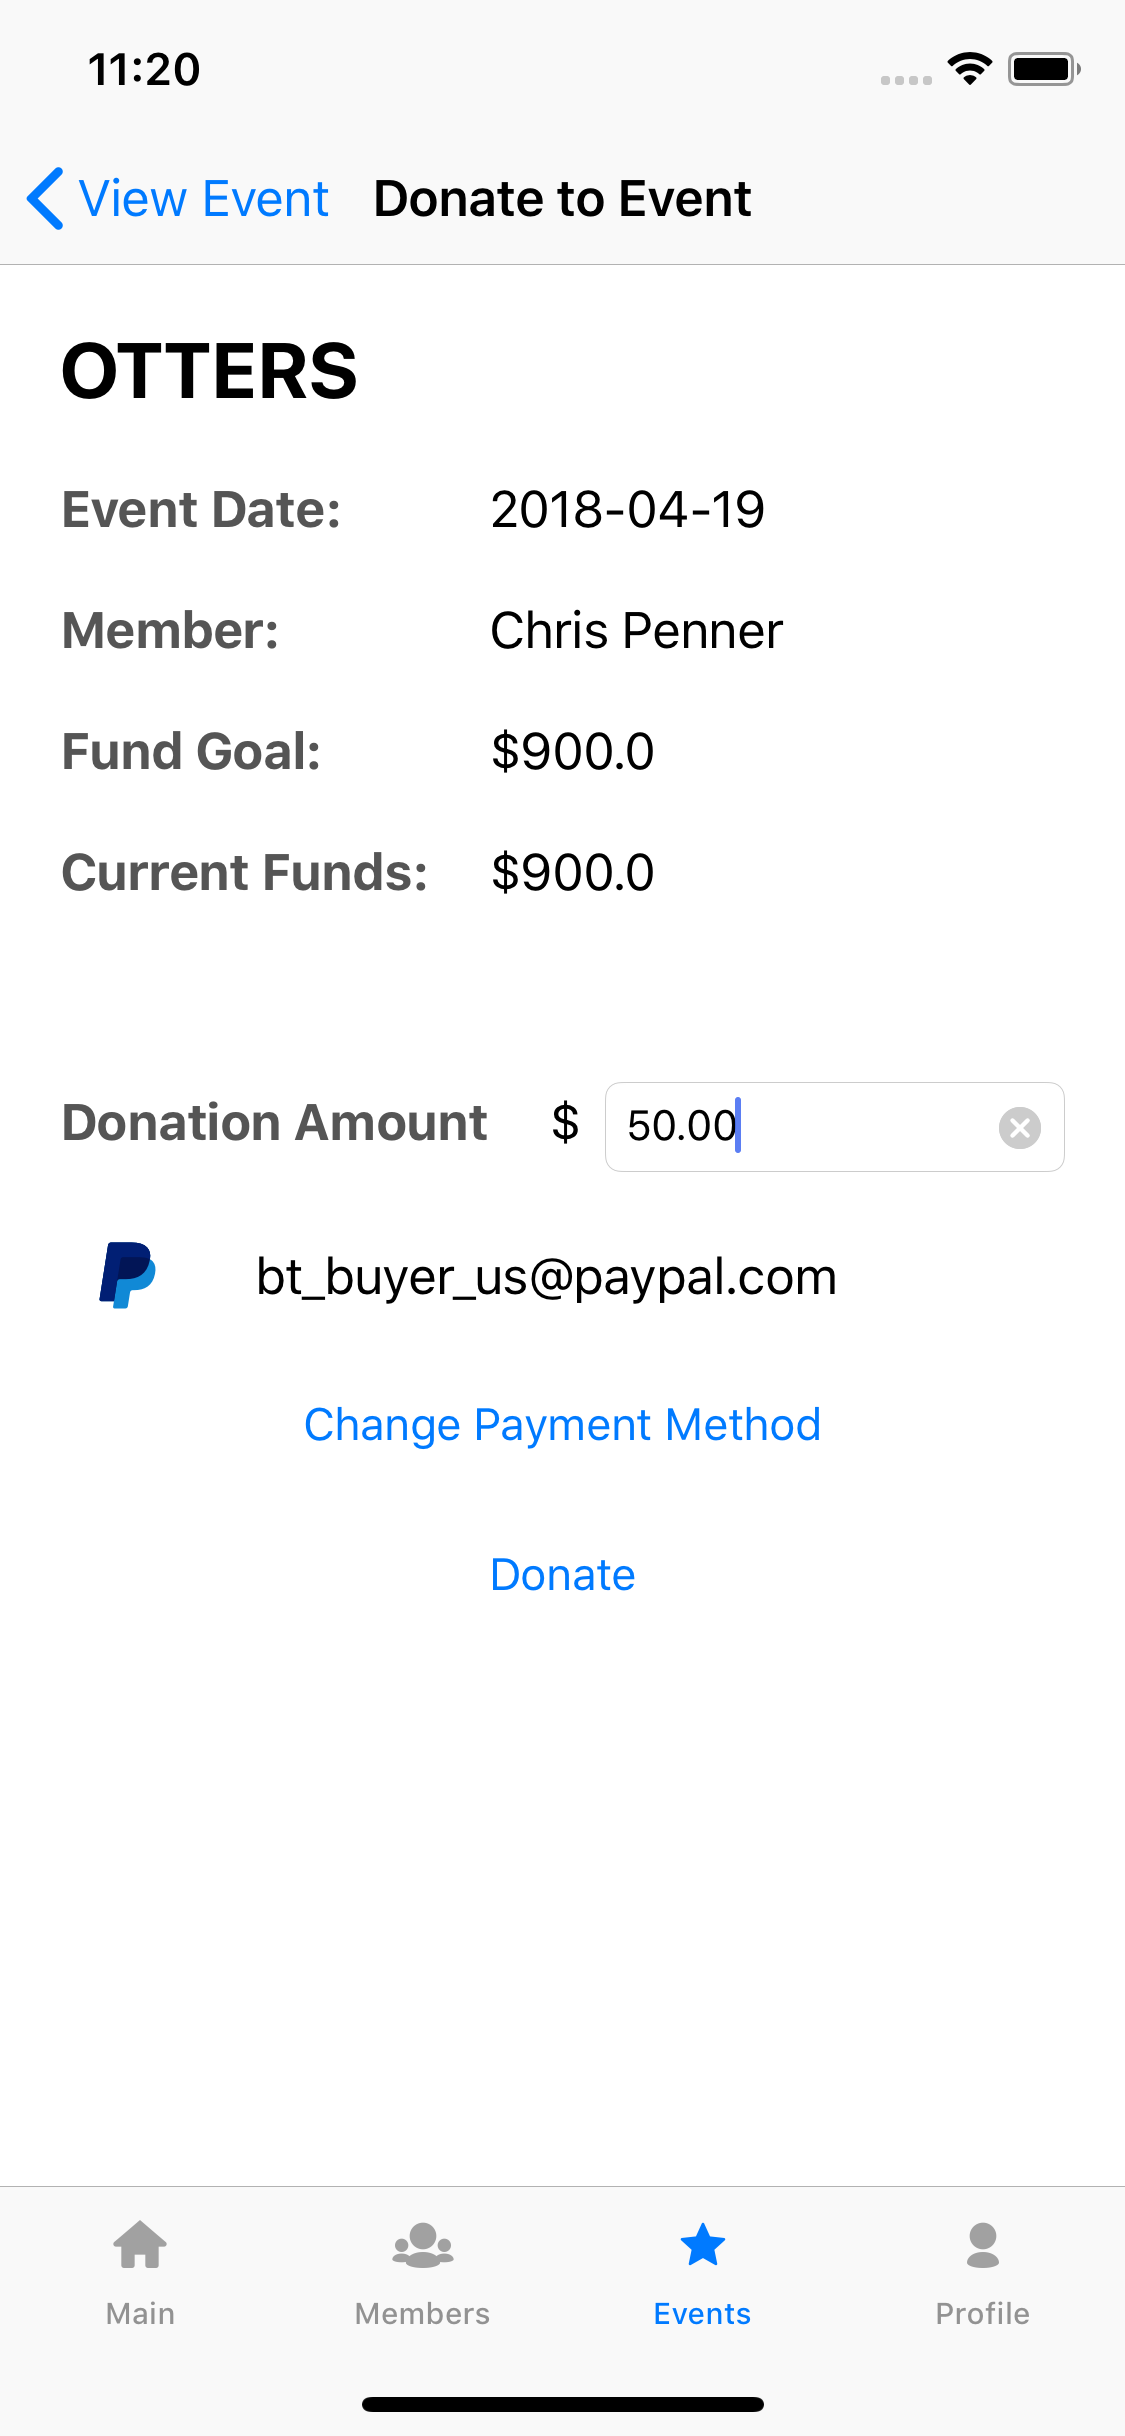 11:20
View Event Donate to Event
OTTERS
Event Date: 2018-04-19
Member: Chris Penner
Fund Goal: $900.0
Current Funds: $900.0
Donation Amount $ 50.00
bt_buyer_us@paypal.com
Change Payment Method
Donate
Main Members Events Profile